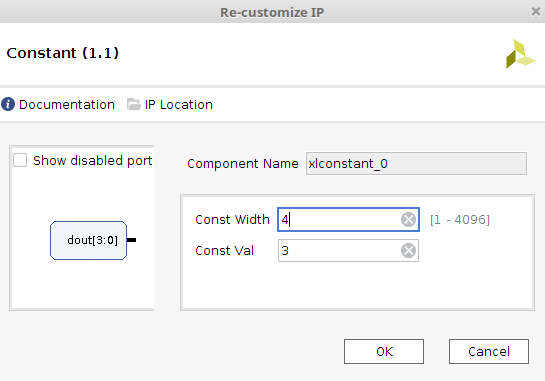 Re-customize IP
Constant (1.1)
Documentation IP Location
Show disabled port
Component Name xlconstant_0
Const Width 4 [1 - 4096]
dout[3:0]
Const Val 3
OK Cancel